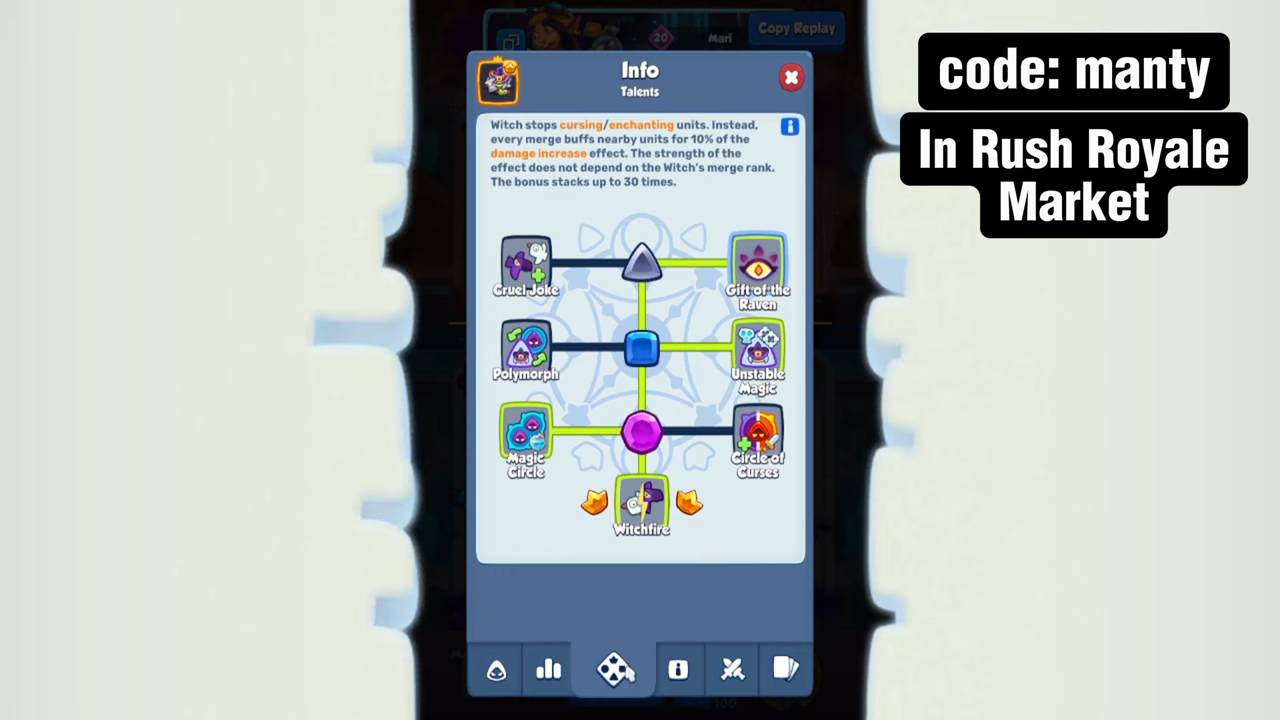 Copy Replay
20
Mari
Info
Talents
Witch stops cursing/enchanting units. Instead,
every merge buffs nearby units for 10% of the
damage increase effect. The strength of the
effect does not depend on the Witch's merge rank.
The bonus stacks up to 30 times.
Cruel Joke
Gift of the
Raven
Polymorph
Unstable
Magic
Magic
Circle
Circle of
Curses
Witchfire
100
code: manty
In Rush Royale
Market